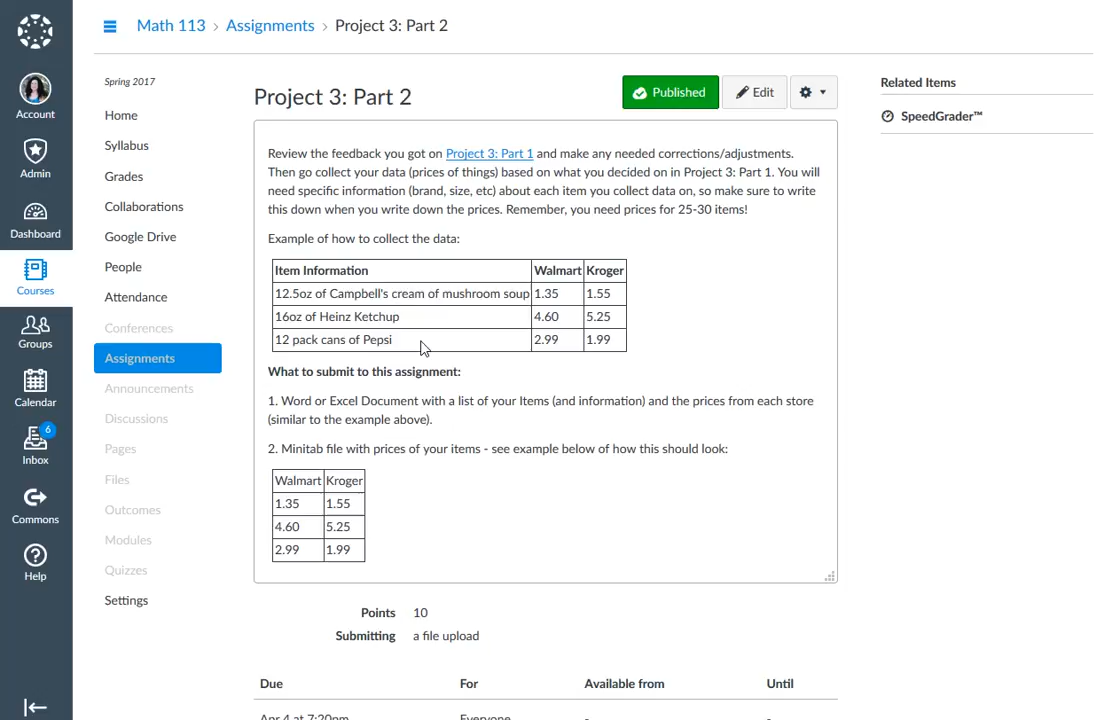 Math 113 › Assignments › Project 3: Part 2
Account
Admin
Dashboard
Courses
Groups
Calendar
6
Inbox
Commons
Help
Spring 2017
Home
Syllabus
Grades
Collaborations
Google Drive
People
Attendance
Conferences
Assignments
Announcements
Discussions
Pages
Files
Outcomes
Modules
Quizzes
Settings
Project 3: Part 2
Published
Edit
Review the feedback you got on Project 3: Part 1 and make any needed corrections/adjustments.
Then go collect your data (prices of things) based on what you decided on in Project 3: Part 1. You will
need specific information (brand, size, etc) about each item you collect data on, so make sure to write
this down when you write down the prices. Remember, you need prices for 25-30 items!
Example of how to collect the data:
Item Information Walmart Kroger
12.5oz of Campbell's cream of mushroom soup 1.35 1.55
16oz of Heinz Ketchup 4.60 5.25
12 pack cans of Pepsi 2.99 1.99
What to submit to this assignment:
1. Word or Excel Document with a list of your Items (and information) and the prices from each store
(similar to the example above).
2. Minitab file with prices of your items - see example below of how this should look:
Walmart Kroger
1.35 1.55
4.60 5.25
2.99 1.99
Points 10
Submitting a file upload
Due For Available from Until
Apr 4 at 7:20pm Everyone - -
Related Items
SpeedGrader™